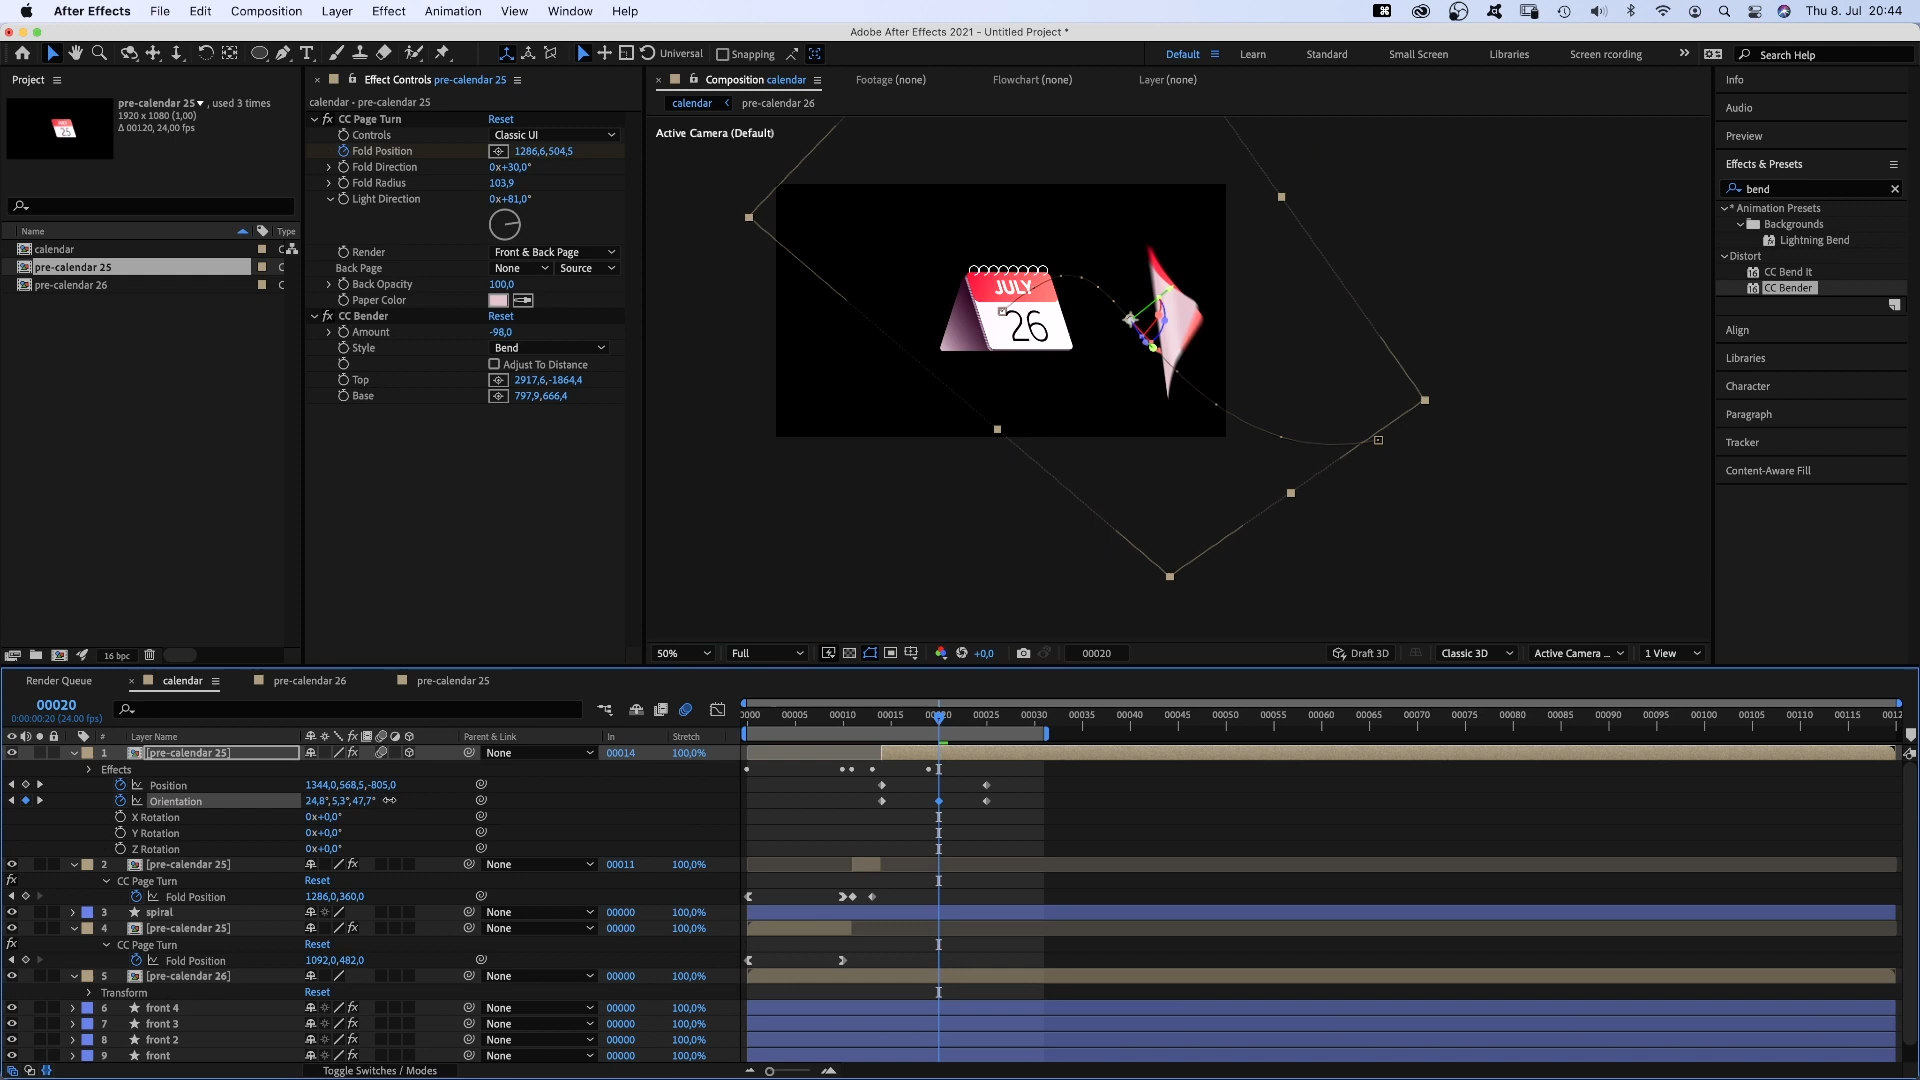 After Effects File Edit Composition Layer Effect Animation View Window Help Thu 8. Jul 20:44
Adobe After Effects 2021 - Untitled Project *
Universal Snapping Default Learn Standard Small Screen Libraries Screen rcording Search Help
Project
pre-calendar 25, used 3 times
1920 x 1080 (1,00)
Δ 00120, 24,00 fps
Name Type
calendar
pre-calendar 25
pre-calendar 26
16 bpc
Effect Controls pre-calendar 25
calendar • pre-calendar 25
CC Page Turn Reset
Controls Classic UI
Fold Position 1286,6,504,5
Fold Direction 0x+30,0°
Fold Radius 103,9
Light Direction 0x+81,0°
Render Front & Back Page
Back Page None Source
Back Opacity 100,0
Paper Color
CC Bender Reset
Amount -98,0
Style Bend
Adjust To Distance
Top 2917,6,-1864,4
Base 797,9,666,4
Composition calendar Footage (none) Flowchart (none) Layer (none)
calendar pre-calendar 26
Active Camera (Default)
JULY
26
50% Full +0,0 00020 Draft 3D Classic 3D Active Camera ... 1 View
Info
Audio
Preview
Effects & Presets
bend
* Animation Presets
Backgrounds
Lightning Bend
Distort
CC Bend It
CC Bender
Align
Libraries
Character
Paragraph
Tracker
Content-Aware Fill
Render Queue calendar pre-calendar 26 pre-calendar 25
00020
0:00:00:20 (24.00 fps)
00005 00010 00015 00020 00025 00030 00035 00040 00045 00050 00055 00060 00065 00070 00075 00080 00085 00090 00095 00100 00105 00110 00115
# Layer Name Parent & Link In Stretch
1 [pre-calendar 25] None 00014 100,0%
Effects
Position 1344,0,568,5,-805,0
Orientation 24,8°,5,3°,47,7°
X Rotation 0x+0,0°
Y Rotation 0x+0,0°
Z Rotation 0x+0,0°
2 [pre-calendar 25] None 00011 100,0%
CC Page Turn Reset
Fold Position 1286,0,360,0
3 spiral None 00000 100,0%
4 [pre-calendar 25] None 00000 100,0%
CC Page Turn Reset
Fold Position 1092,0,482,0
5 [pre-calendar 26] None 00000 100,0%
Transform Reset
6 front 4 None 00000 100,0%
7 front 3 None 00000 100,0%
8 front 2 None 00000 100,0%
9 front None 00000 100,0%
Toggle Switches / Modes